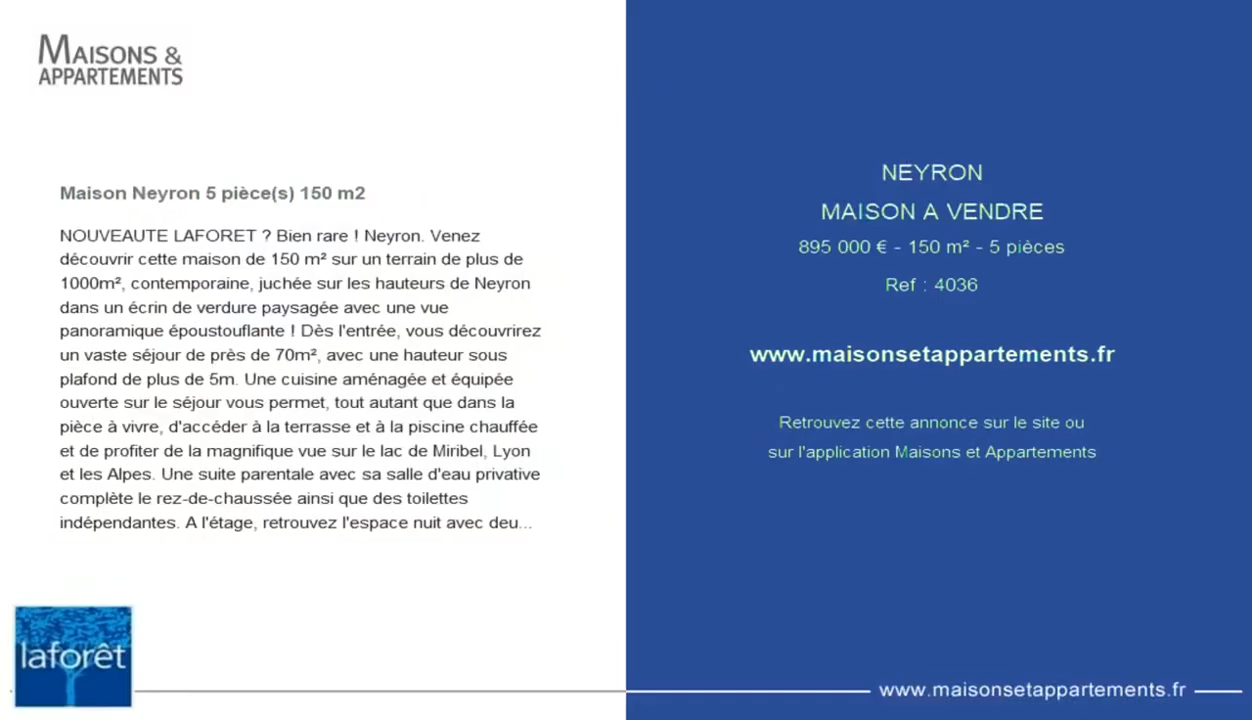 MAISONS &
APPARTEMENTS
Maison Neyron 5 pièce(s) 150 m2
NOUVEAUTE LAFORET ? Bien rare ! Neyron. Venez
découvrir cette maison de 150 m² sur un terrain de plus de
1000m², contemporaine, juchée sur les hauteurs de Neyron
dans un écrin de verdure paysagée avec une vue
panoramique époustouflante ! Dès l'entrée, vous découvrirez
un vaste séjour de près de 70m², avec une hauteur sous
plafond de plus de 5m. Une cuisine aménagée et équipée
ouverte sur le séjour vous permet, tout autant que dans la
pièce à vivre, d'accéder à la terrasse et à la piscine chauffée
et de profiter de la magnifique vue sur le lac de Miribel, Lyon
et les Alpes. Une suite parentale avec sa salle d'eau privative
complète le rez-de-chaussée ainsi que des toilettes
indépendantes. A l'étage, retrouvez l'espace nuit avec deu...
laforêt
NEYRON
MAISON A VENDRE
895 000 € - 150 m² - 5 pièces
Ref : 4036
www.maisonsetappartements.fr
Retrouvez cette annonce sur le site ou
sur l'application Maisons et Appartements
www.maisonsetappartements.fr